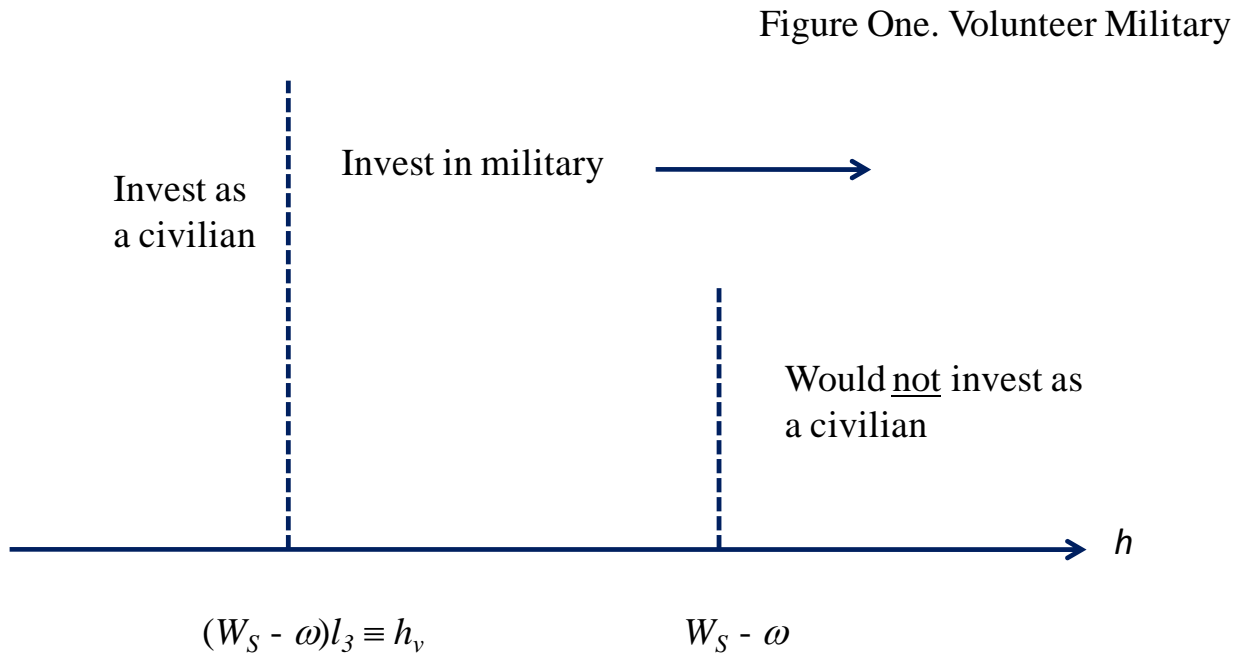 Figure One. Volunteer Military
Invest in military
Invest as
a civilian
Would not invest as
a civilian
h
(W_S - ω)l_3 ≡ h_v
W_S - ω